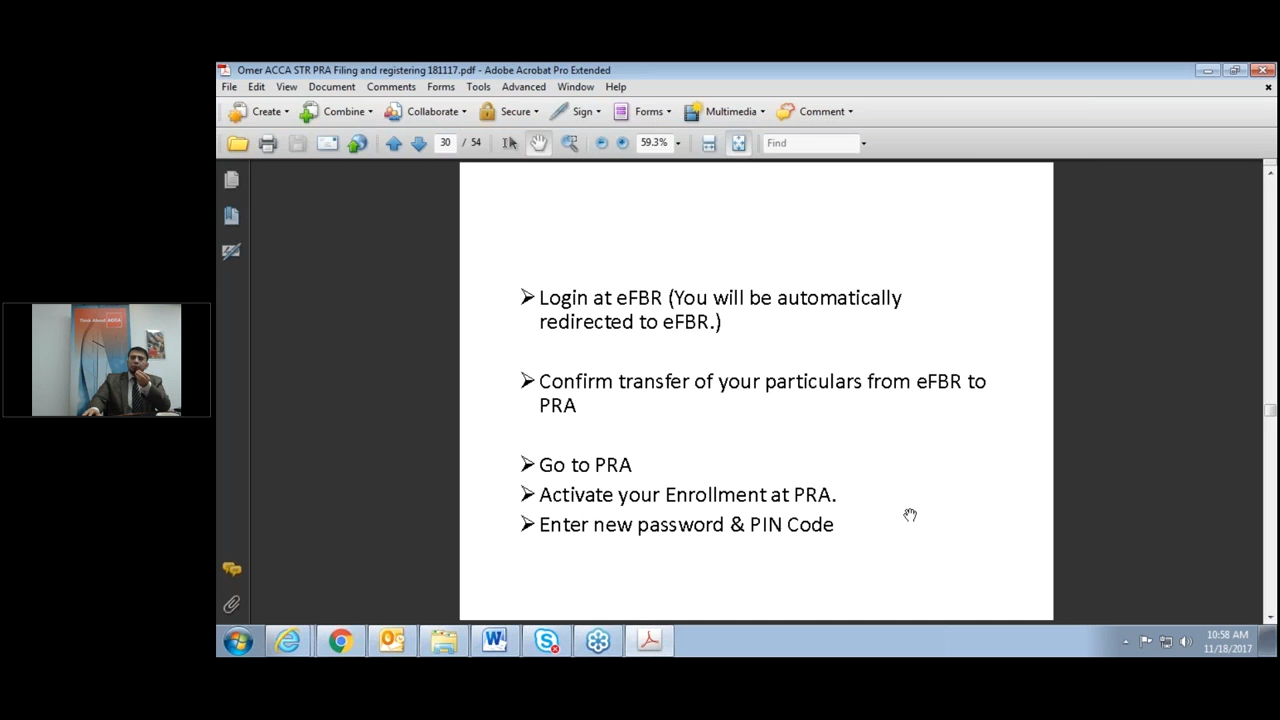 Omer ACCA STR PRA Filing and registering 181117.pdf - Adobe Acrobat Pro Extended
File Edit View Document Comments Forms Tools Advanced Window Help
Create Combine Collaborate Secure Sign Forms Multimedia Comment
30 / 54 59.3% Find
➢ Login at eFBR (You will be automatically
redirected to eFBR.)
➢ Confirm transfer of your particulars from eFBR to
PRA
➢ Go to PRA
➢ Activate your Enrollment at PRA.
➢ Enter new password & PIN Code
Think About ACCA
10:58 AM
11/18/2017